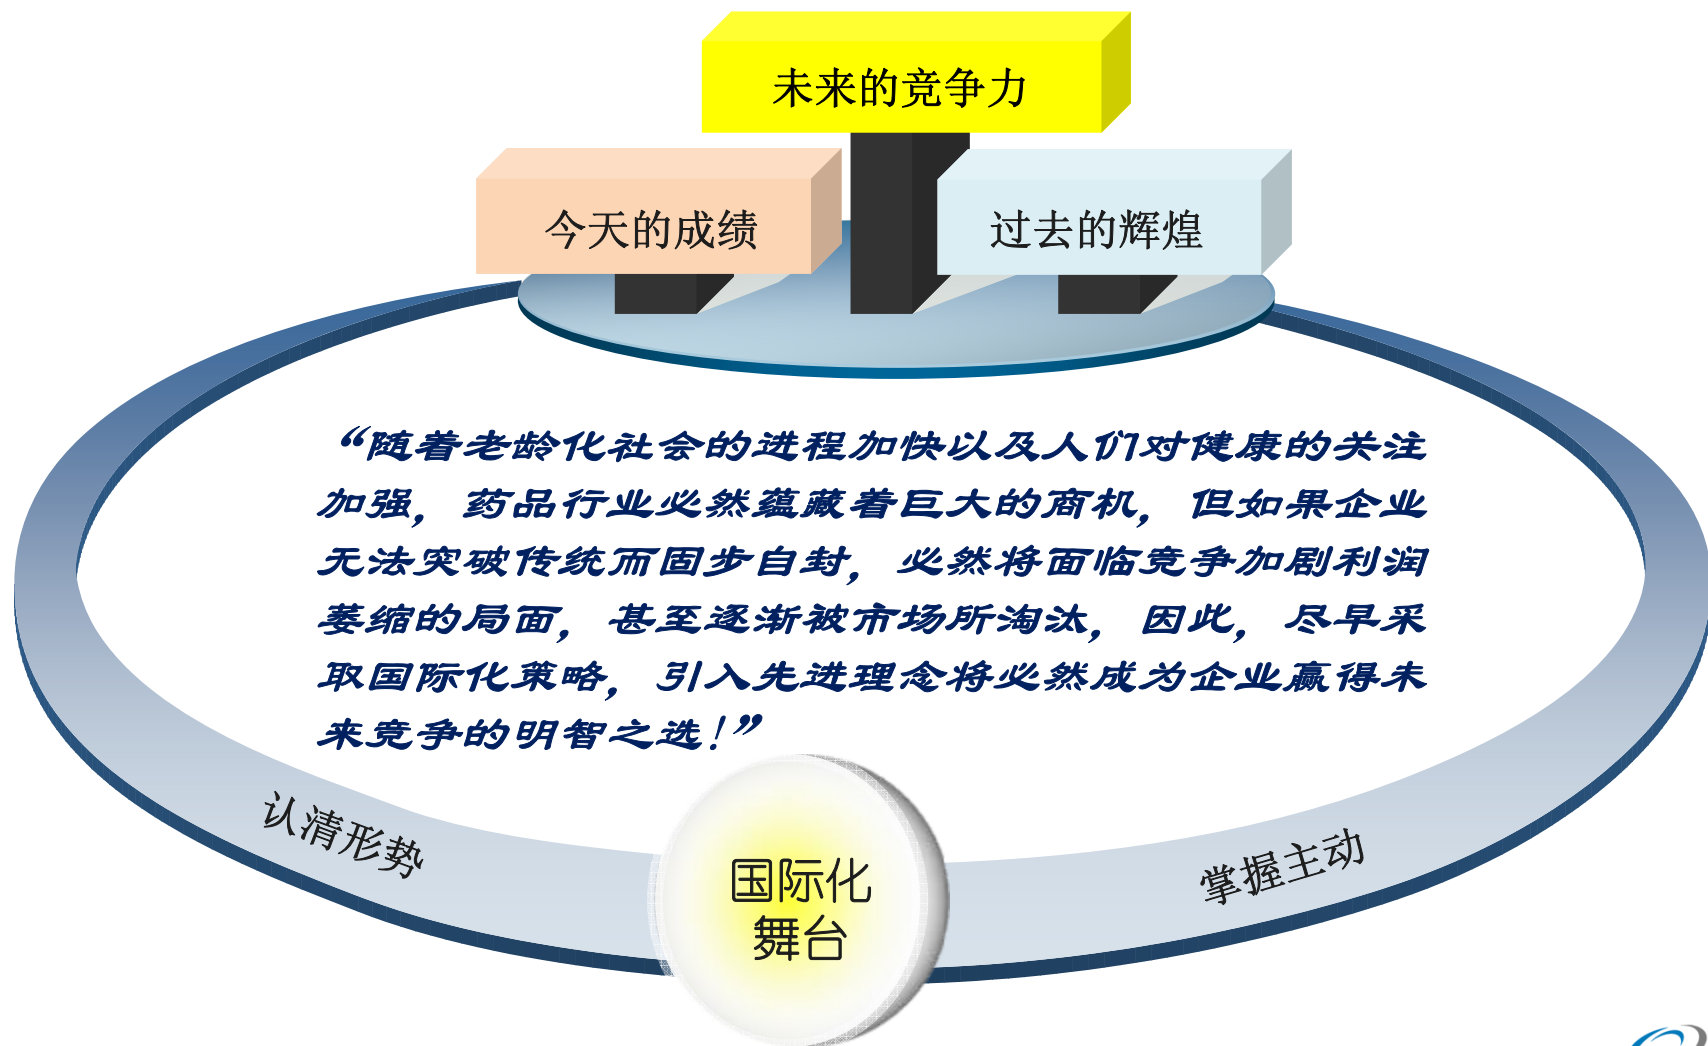 未来的竞争力
今天的成绩
过去的辉煌
“随着老龄化社会的进程加快以及人们对健康的关注
加强，药品行业必然蕴藏着巨大的商机，但如果企业
无法突破传统而固步自封，必然将面临竞争加剧利润
萎缩的局面，甚至逐渐被市场所淘汰，因此，尽早采
取国际化策略，引入先进理念将必然成为企业赢得未
来竞争的明智之选！”
认清形势
国际化
舞台
掌握主动